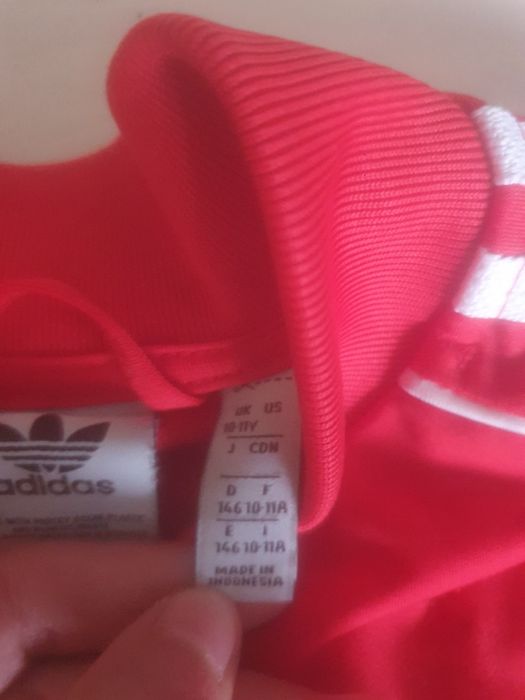 adidas
UK US
10-11Y
J CDN
D F
146 10-11A
E I
146 10-11A
MADE IN
INDONESIA